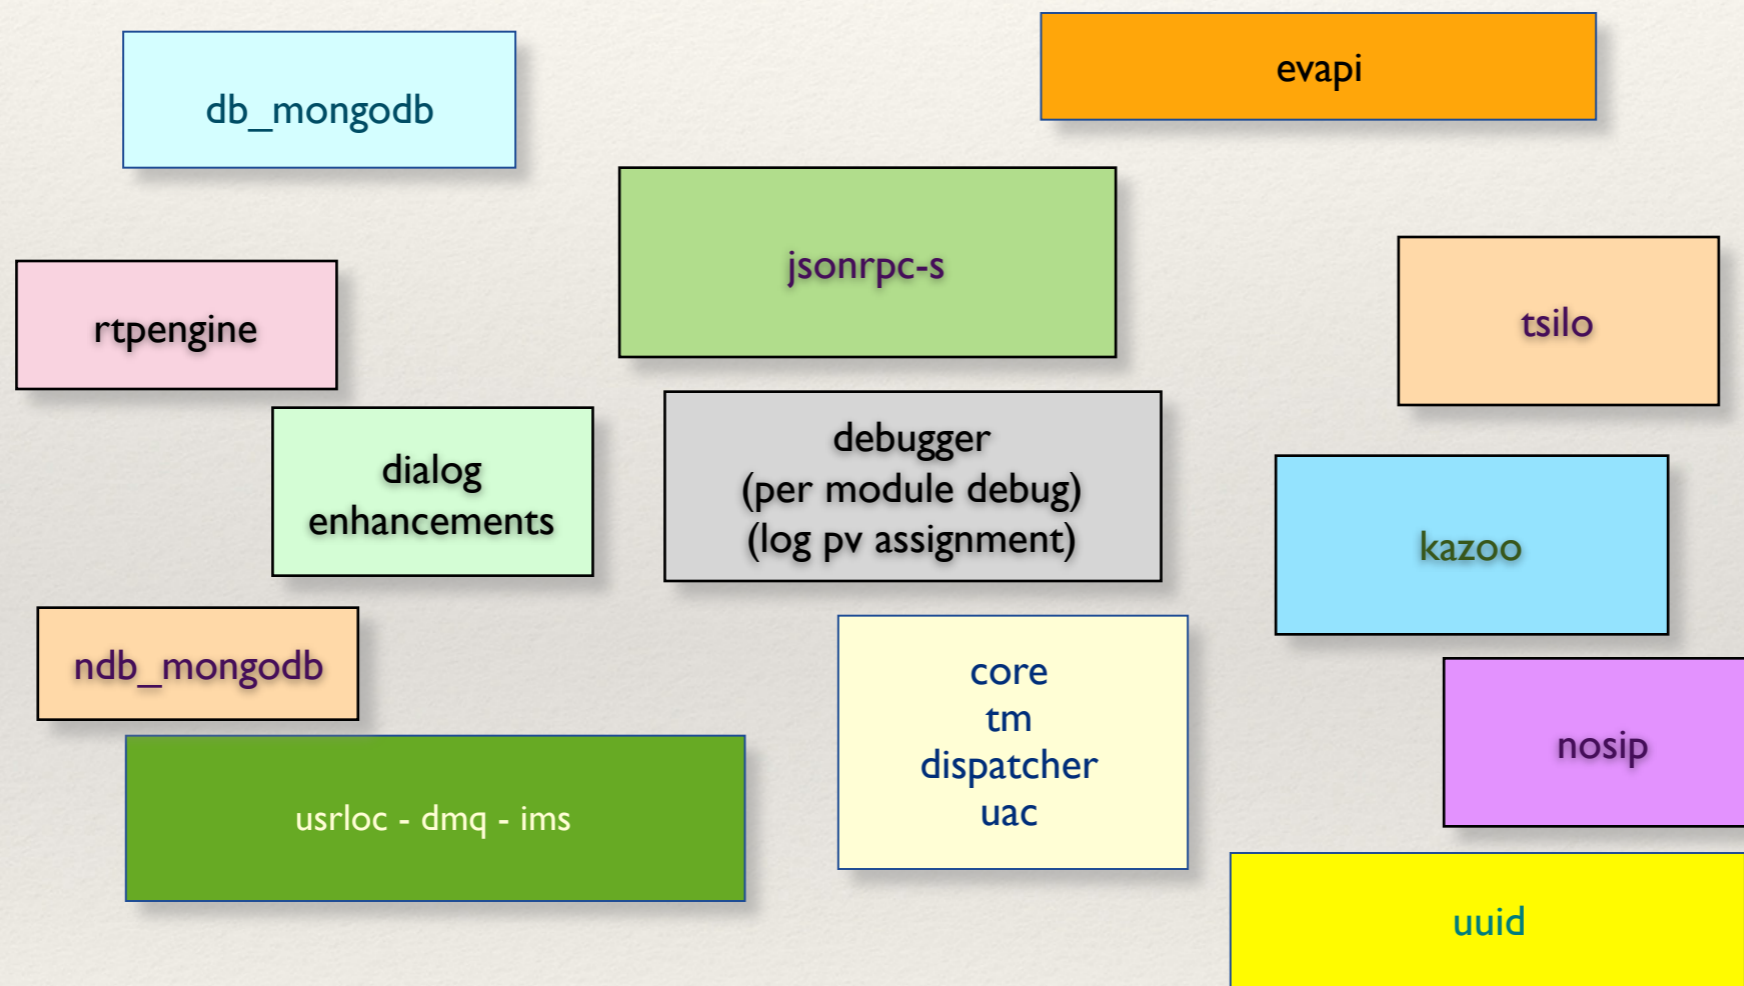 db_mongodb
evapi
jsonrpc-s
rtpengine
tsilo
dialog
enhancements
debugger
(per module debug)
(log pv assignment)
kazoo
ndb_mongodb
core
tm
dispatcher
uac
nosip
usrloc - dmq - ims
uuid